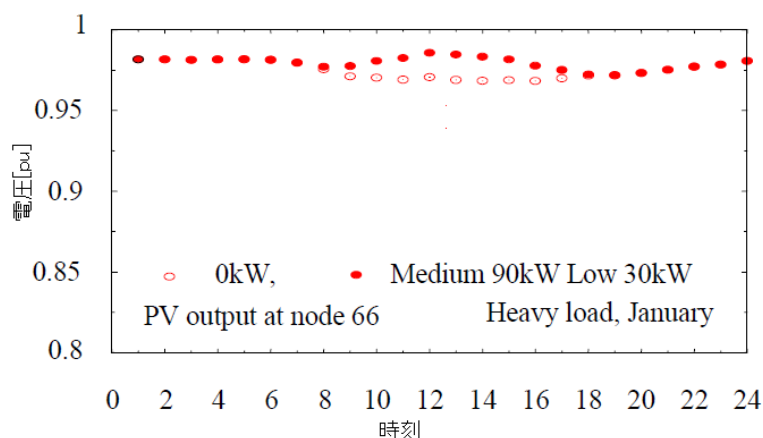 1
0.95
0.9
0.85
0.8
電圧[pu]
0kW, Medium 90kW Low 30kW
PV output at node 66 Heavy load, January
0 2 4 6 8 10 12 14 16 18 20 22 24
時刻